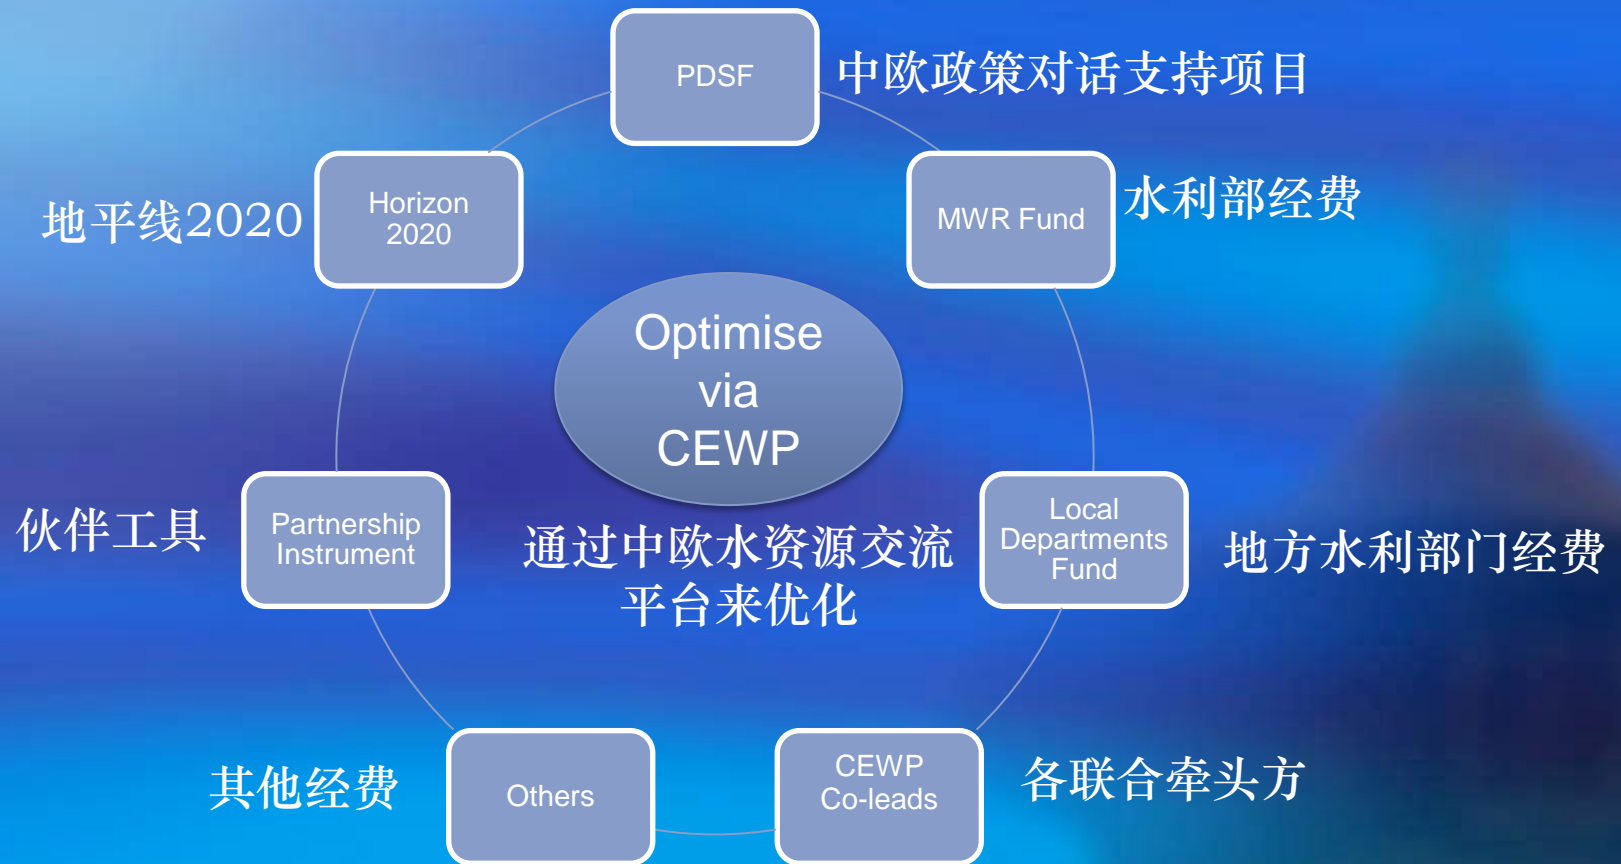 PDSF
中欧政策对话支持项目
MWR Fund
水利部经费
Horizon
2020
地平线2020
Optimise
via
CEWP
通过中欧水资源交流
平台来优化
Local
Departments
Fund
地方水利部门经费
Partnership
Instrument
伙伴工具
CEWP
Co-leads
各联合牵头方
Others
其他经费